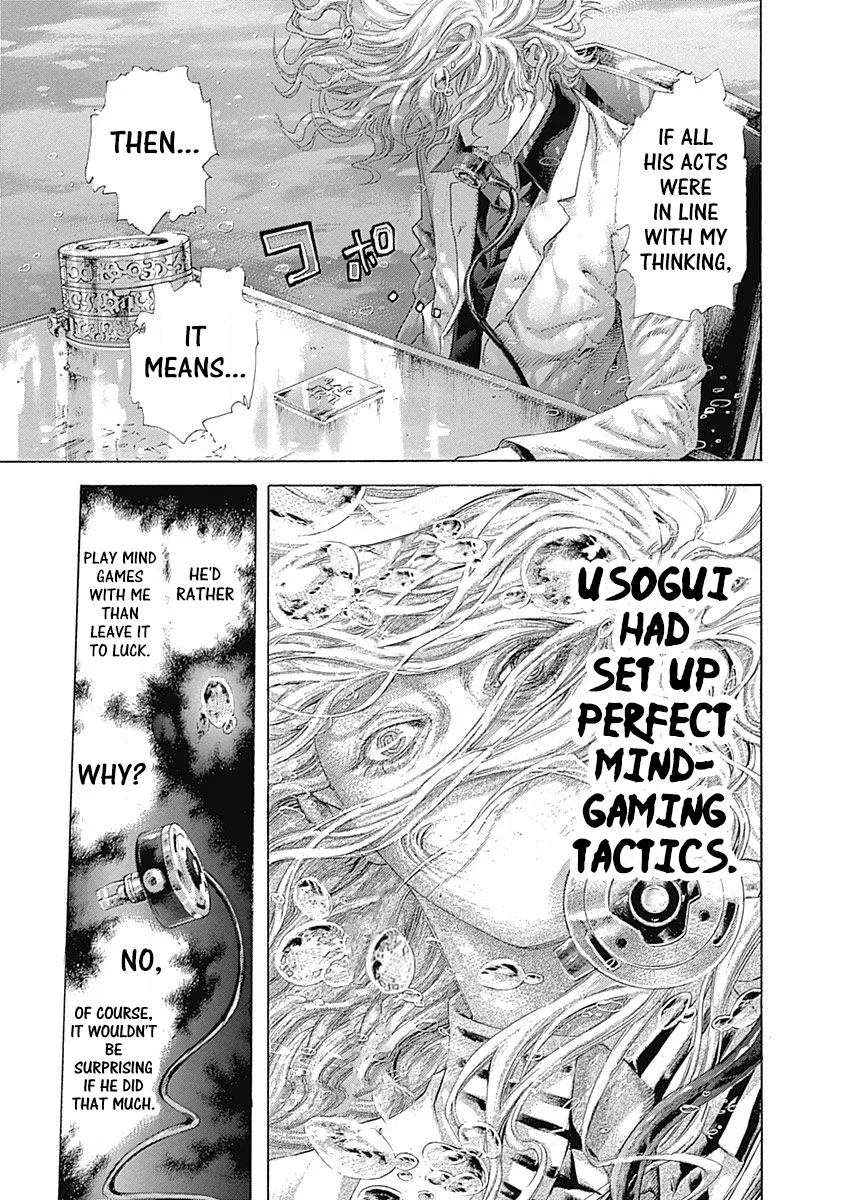 IF ALL
HIS ACTS
WERE
IN LINE
WITH MY
THINKING,
THEN...
IT
MEANS...
コポ...
USOGUI
HAD
SET UP
PERFECT
MIND-
GAMING
TACTICS.
HE'D
RATHER
PLAY MIND
GAMES
WITH ME
THAN
LEAVE IT
TO LUCK.
WHY?
NO,
OF COURSE,
IT WOULDN'T
BE
SURPRISING
IF HE DID
THAT MUCH.